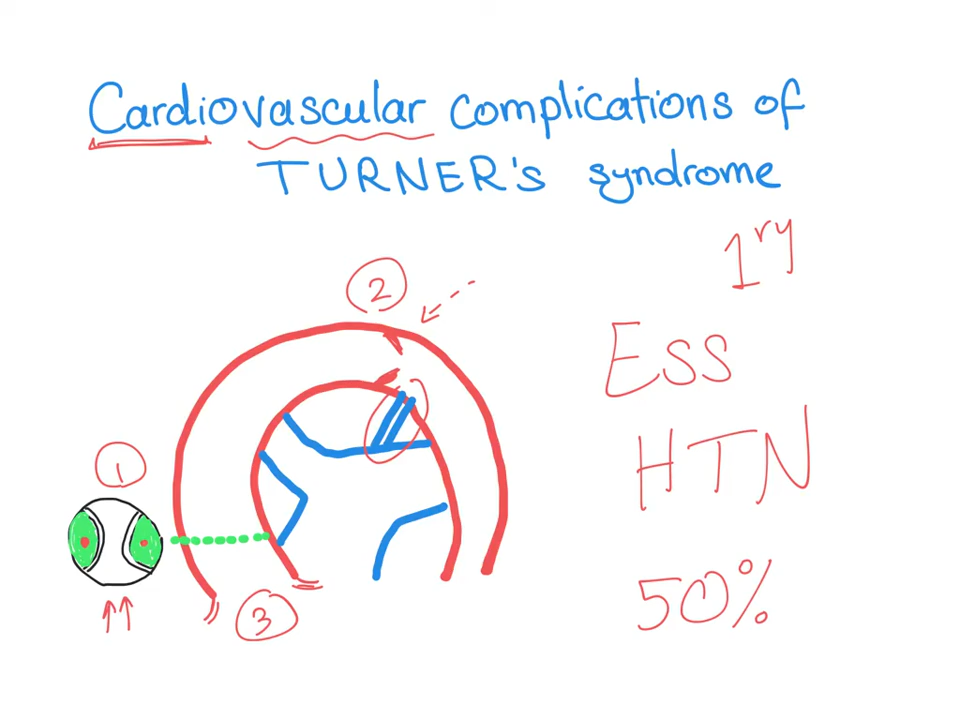 Cardiovascular complications of
TURNER's syndrome
1ry
Ess
HTN
50%
2
1
3